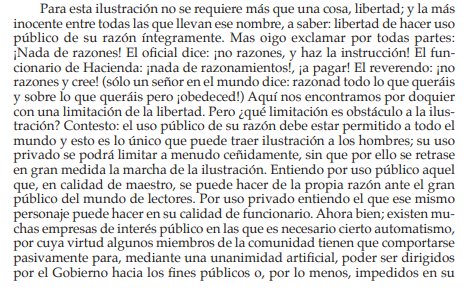 Para esta ilustración no se requiere más que una cosa, libertad; y la más
inocente entre todas las que llevan ese nombre, a saber: libertad de hacer uso
público de su razón íntegramente. Mas oigo exclamar por todas partes:
¡Nada de razones! El oficial dice: ¡no razones, y haz la instrucción! El fun-
cionario de Hacienda: ¡nada de razonamientos!, ¡a pagar! El reverendo: ¡no
razones y cree! (sólo un señor en el mundo dice: razonad todo lo que queráis
y sobre lo que queráis pero ¡obedeced!) Aquí nos encontramos por doquier
con una limitación de la libertad. Pero ¿qué limitación es obstáculo a la ilus-
tración? Contesto: el uso público de su razón debe estar permitido a todo el
mundo y esto es lo único que puede traer ilustración a los hombres; su uso
privado se podrá limitar a menudo ceñidamente, sin que por ello se retrase
en gran medida la marcha de la ilustración. Entiendo por uso público aquel
que, en calidad de maestro, se puede hacer de la propia razón ante el gran
público del mundo de lectores. Por uso privado entiendo el que ese mismo
personaje puede hacer en su calidad de funcionario. Ahora bien; existen mu-
chas empresas de interés público en las que es necesario cierto automatismo,
por cuya virtud algunos miembros de la comunidad tienen que comportarse
pasivamente para, mediante una unanimidad artificial, poder ser dirigidos
por el Gobierno hacia los fines públicos o, por lo menos, impedidos en su